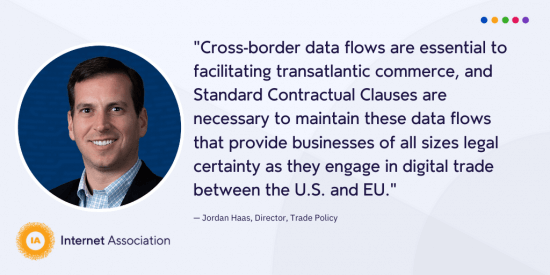 "Cross-border data flows are essential to
facilitating transatlantic commerce, and
Standard Contractual Clauses are
necessary to maintain these data flows
that provide businesses of all sizes legal
certainty as they engage in digital trade
between the U.S. and EU."
— Jordan Haas, Director, Trade Policy
IA
Internet Association